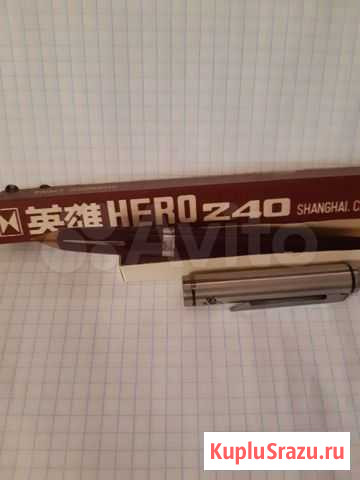 英雄 HERO 240 SHANGHAI. C
Avito
KupluSrazu.ru